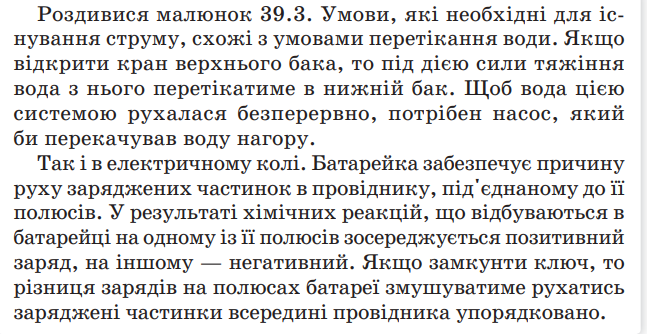 Роздивися малюнок 39.3. Умови, які необхідні для іс-
нування струму, схожі з умовами перетікання води. Якщо
відкрити кран верхнього бака, то під дією сили тяжіння
вода з нього перетікатиме в нижній бак. Щоб вода цією
системою рухалася безперервно, потрібен насос, який
би перекачував воду нагору.
Так і в електричному колі. Батарейка забезпечує причину
руху заряджених частинок в провіднику, під'єднаному до її
полюсів. У результаті хімічних реакцій, що відбуваються в
батарейці на одному із її полюсів зосереджується позитивний
заряд, на іншому — негативний. Якщо замкнути ключ, то
різниця зарядів на полюсах батареї змушуватиме рухатись
заряджені частинки всередині провідника упорядковано.